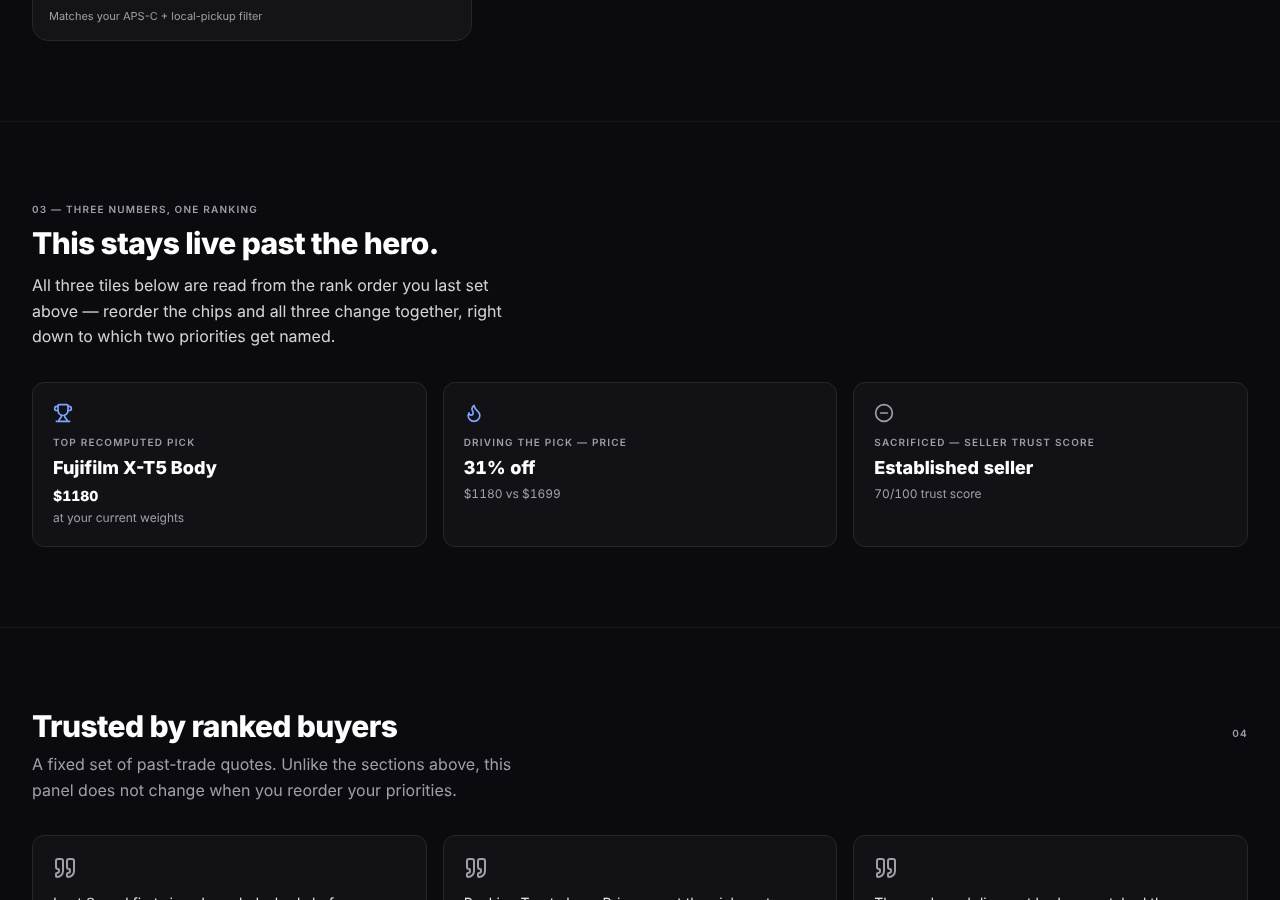 Matches your APS-C + local-pickup filter
03 — THREE NUMBERS, ONE RANKING
This stays live past the hero.
All three tiles below are read from the rank order you last set
above — reorder the chips and all three change together, right
down to which two priorities get named.
TOP RECOMPUTED PICK
Fujifilm X-T5 Body
$1180
at your current weights
DRIVING THE PICK — PRICE
31% off
$1180 vs $1699
SACRIFICED — SELLER TRUST SCORE
Established seller
70/100 trust score
Trusted by ranked buyers
04
A fixed set of past-trade quotes. Unlike the sections above, this
panel does not change when you reorder your priorities.